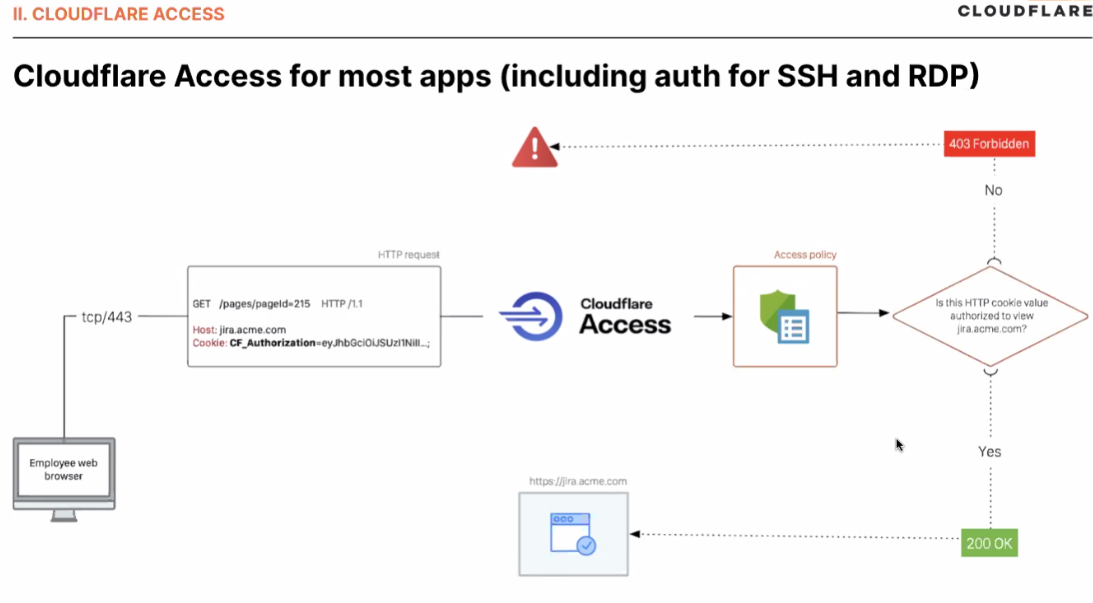 II. CLOUDFLARE ACCESS
CLOUDFLARE
Cloudflare Access for most apps (including auth for SSH and RDP)
403 Forbidden
No
HTTP request
Access policy
GET /pages/pageId=215 HTTP/1.1
Host: jira.acme.com
Cookie: CF_Authorization=eyJhbGciOiJSUzI1NiIl...;
tcp/443
Cloudflare
Access
Is this HTTP cookie value
authorized to view
jira.acme.com?
Employee web
browser
Yes
https://jira.acme.com
200 OK